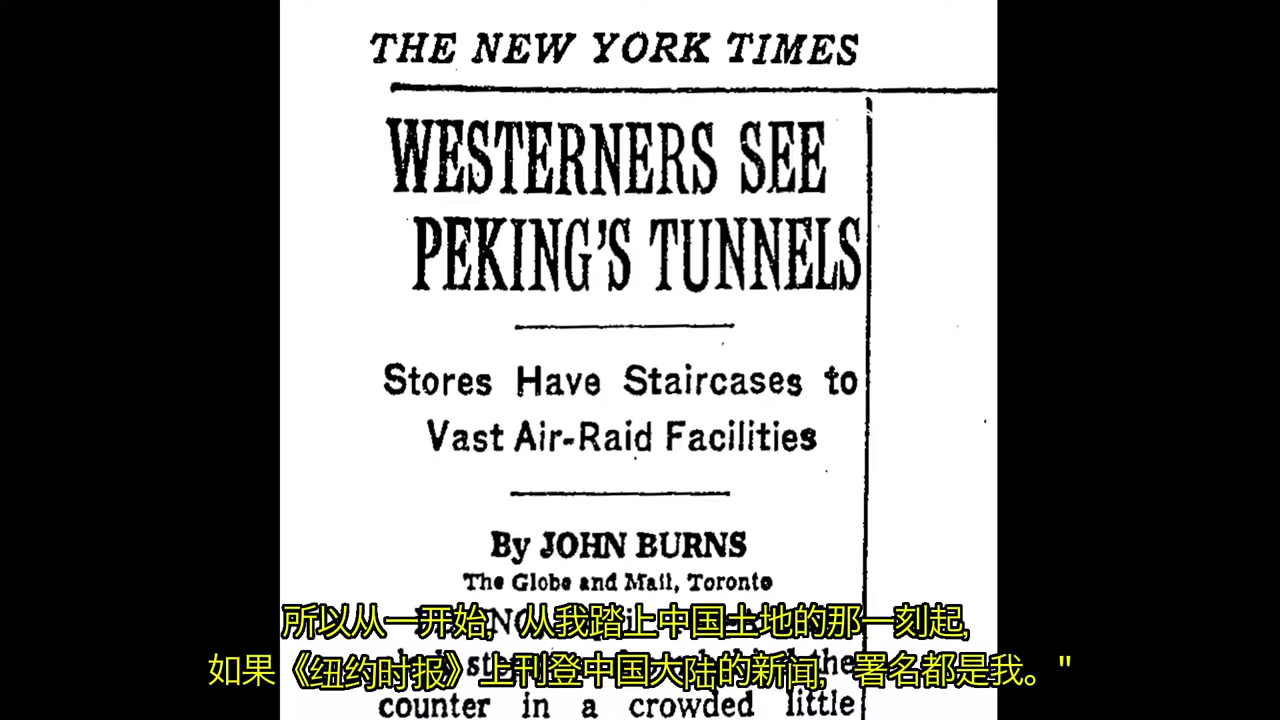 THE NEW YORK TIMES
WESTERNERS SEE
PEKING'S TUNNELS
Stores Have Staircases to
Vast Air-Raid Facilities
By JOHN BURNS
The Globe and Mail, Toronto
所以从一开始，从我踏上中国土地的那一刻起，
如果《纽约时报》上刊登中国大陆的新闻，署名都是我。"
the
counter in a crowded little